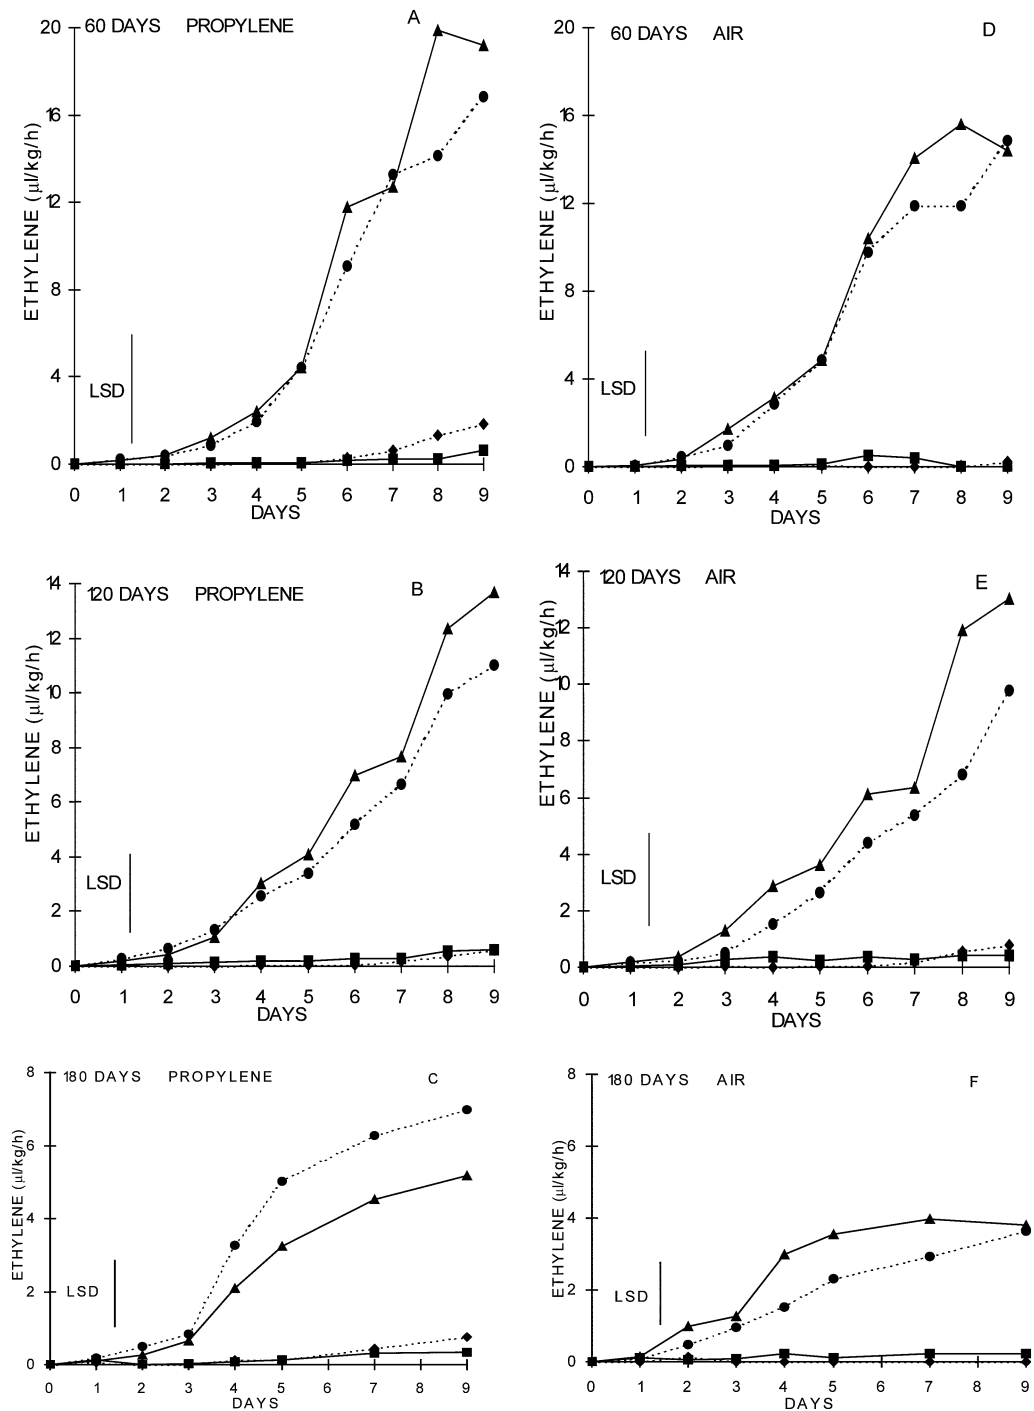 60 DAYS PROPYLENE A
ETHYLENE (µl/kg/h)
20
16
12
8
4
0
LSD
0 1 2 3 4 5 6 7 8 9
DAYS
60 DAYS AIR D
ETHYLENE (µl/kg/h)
20
16
12
8
4
0
LSD
0 1 2 3 4 5 6 7 8 9
DAYS
120 DAYS PROPYLENE B
ETHYLENE (µl/kg/h)
14
12
10
8
6
4
2
0
LSD
0 1 2 3 4 5 6 7 8 9
DAYS
120 DAYS AIR E
ETHYLENE (µl/kg/h)
14
12
10
8
6
4
2
0
LSD
0 1 2 3 4 5 6 7 8 9
DAYS
180 DAYS PROPYLENE C
ETHYLENE (µl/kg/h)
8
6
4
2
0
LSD
0 1 2 3 4 5 6 7 8 9
DAYS
180 DAYS AIR F
ETHYLENE (µl/kg/h)
8
6
4
2
0
LSD
0 1 2 3 4 5 6 7 8 9
DAYS